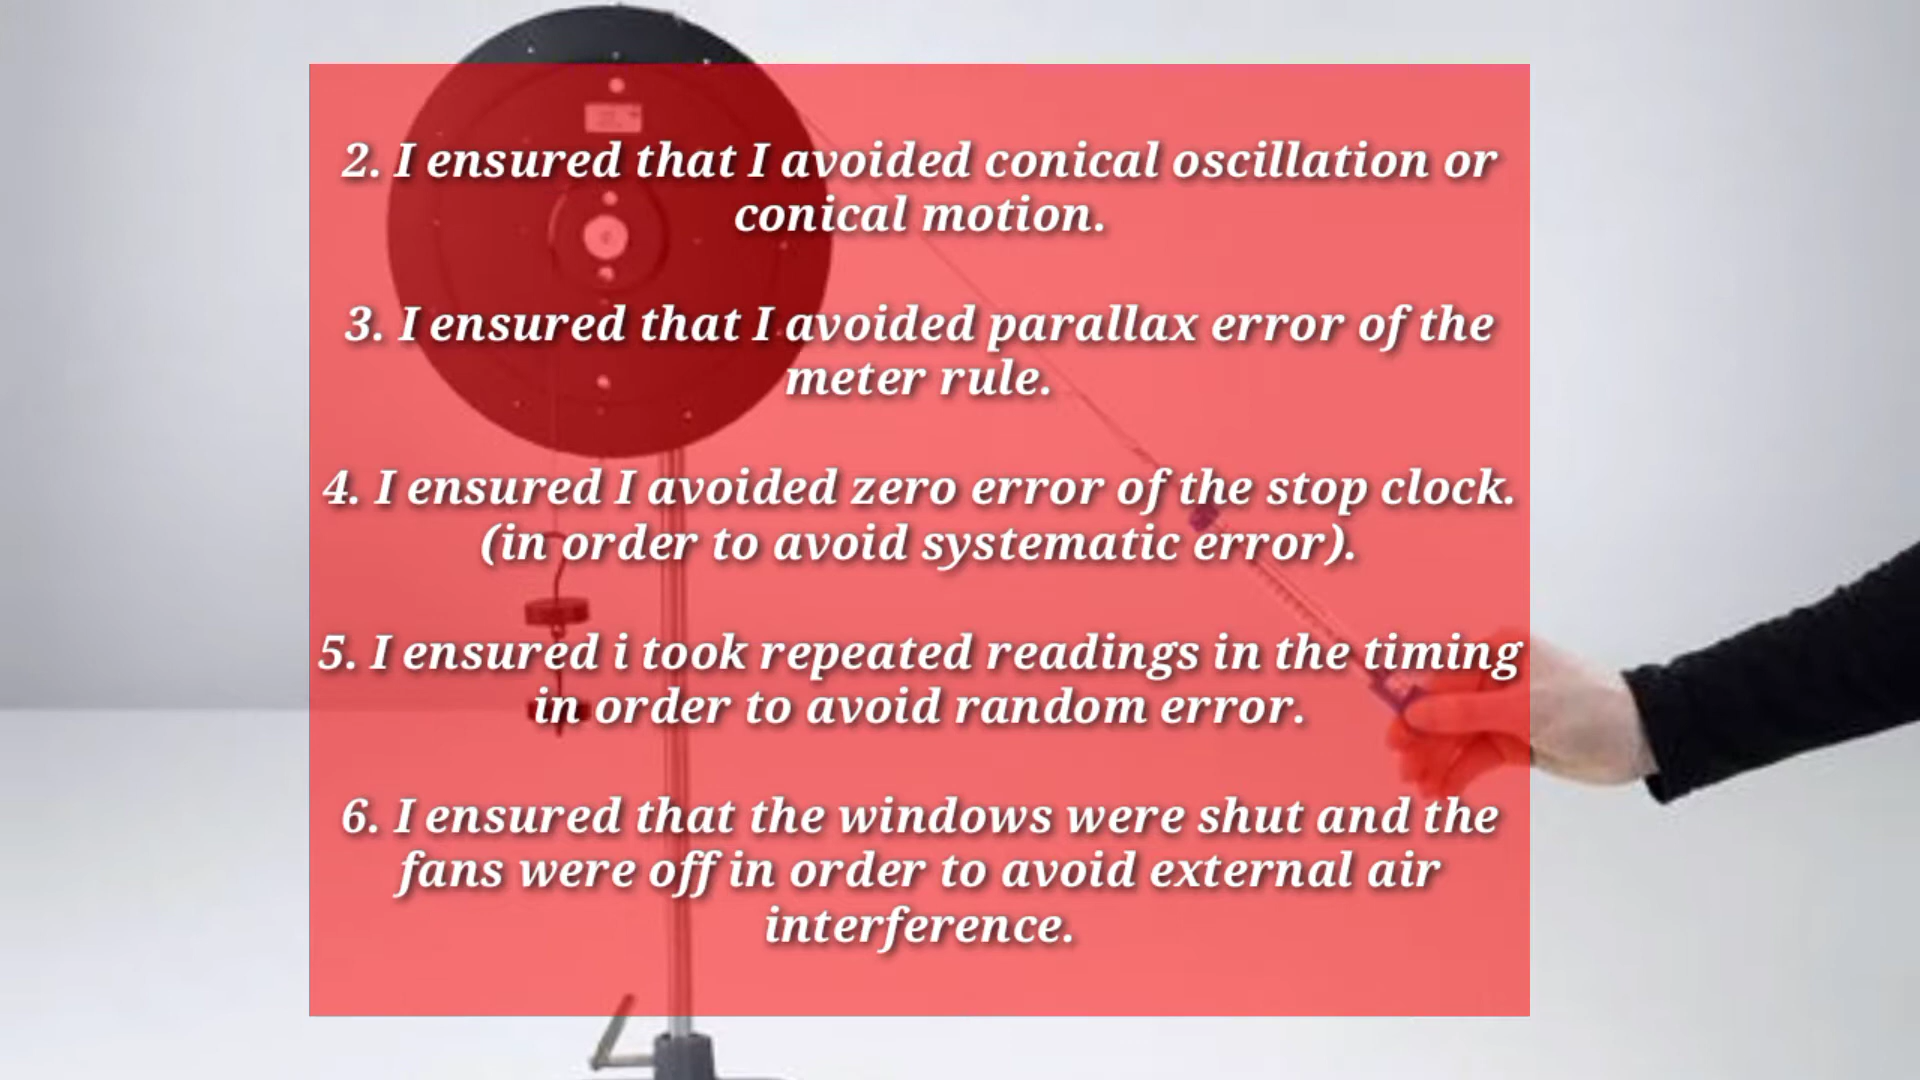 2. I ensured that I avoided conical oscillation or
conical motion.
3. I ensured that I avoided parallax error of the
meter rule.
4. I ensured I avoided zero error of the stop clock.
(in order to avoid systematic error).
5. I ensured i took repeated readings in the timing
in order to avoid random error.
6. I ensured that the windows were shut and the
fans were off in order to avoid external air
interference.